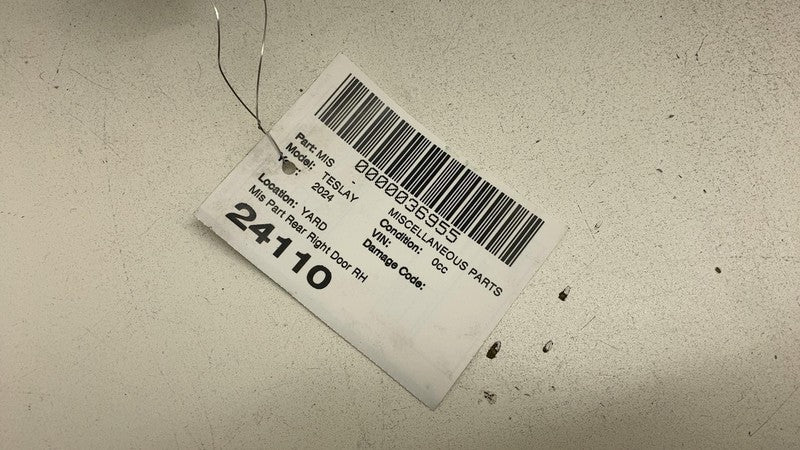 0000036955
Part: MIS - MISCELLANEOUS PARTS
Model: TESLAY Condition: 0cc
Year: 2024 VIN:
Damage Code:
Location: YARD
Mis Part Rear Right Door RH
24110